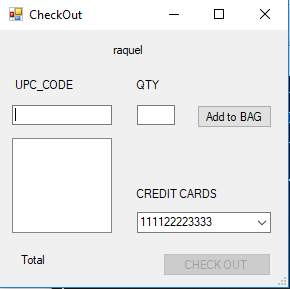 CheckOut
raquel
UPC_CODE QTY
Add to BAG
CREDIT CARDS
111122223333
Total
CHECK OUT